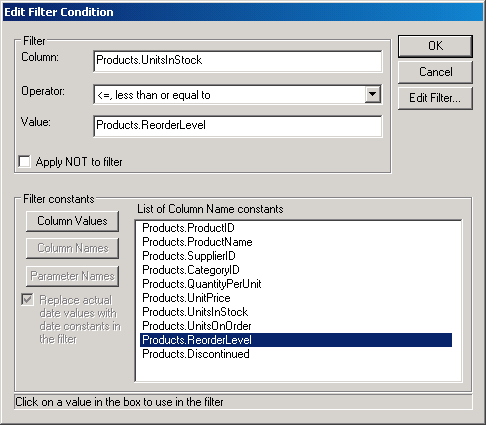 Edit Filter Condition
Filter
Column:
Products.UnitsInStock
Operator:
<=, less than or equal to
Value:
Products.ReorderLevel
Apply NOT to filter
OK
Cancel
Edit Filter...
Filter constants
Column Values
Column Names
Parameter Names
Replace actual
date values with
date constants in
the filter
List of Column Name constants
Products.ProductID
Products.ProductName
Products.SupplierID
Products.CategoryID
Products.QuantityPerUnit
Products.UnitPrice
Products.UnitsInStock
Products.UnitsOnOrder
Products.ReorderLevel
Products.Discontinued
Click on a value in the box to use in the filter